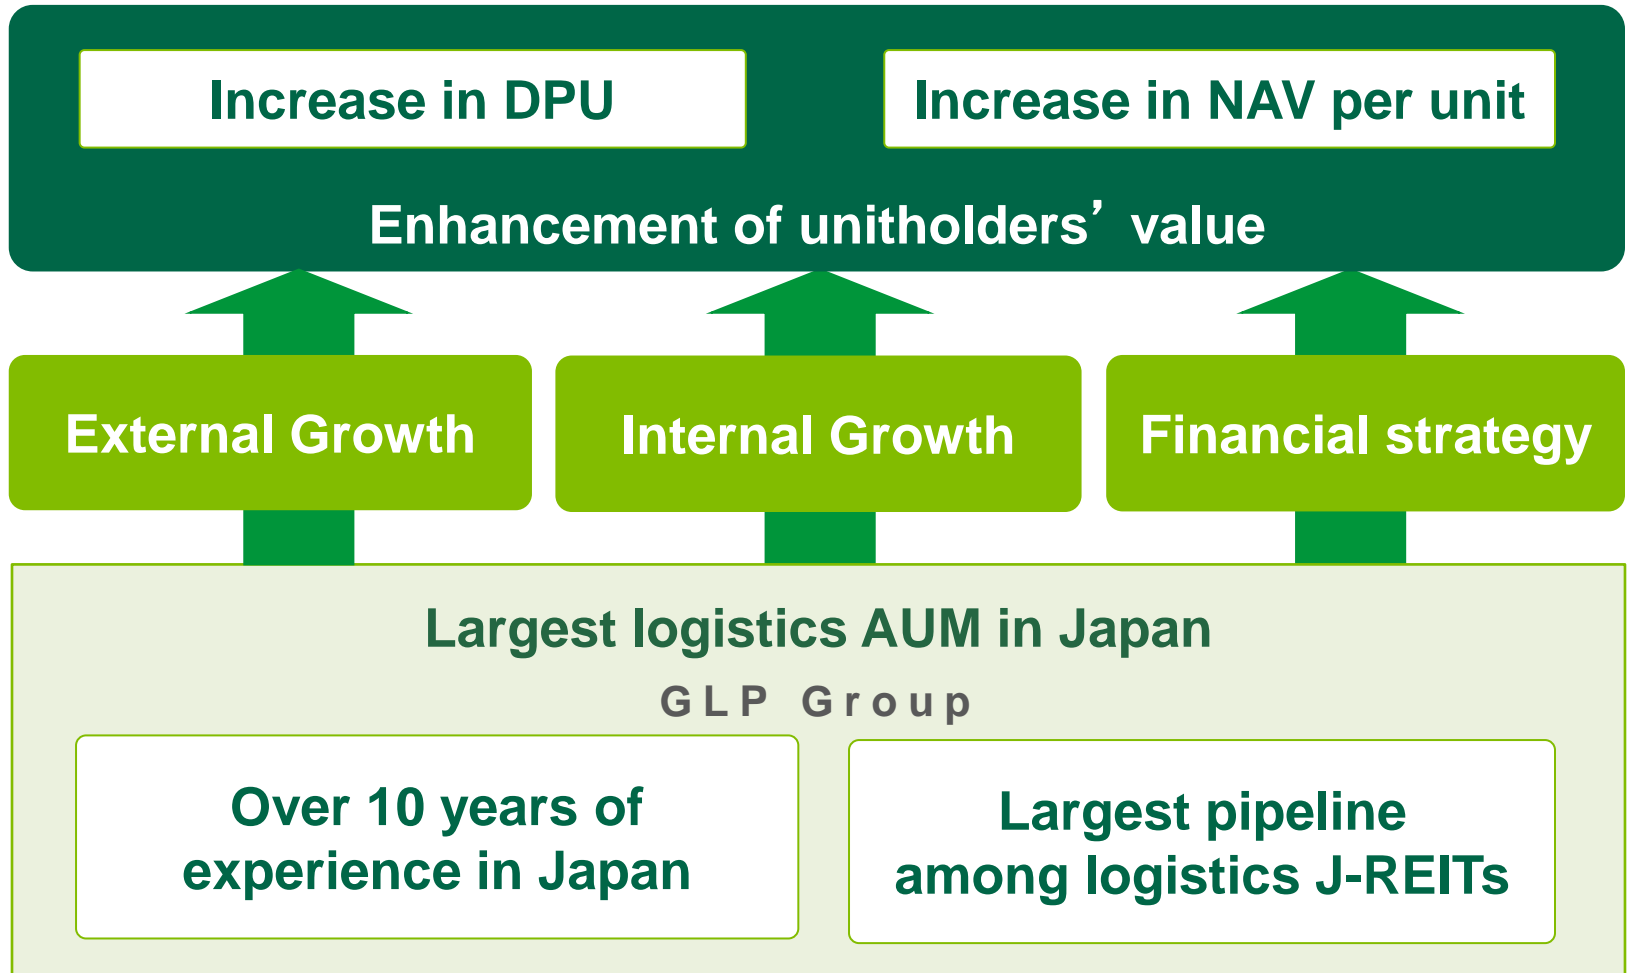 Increase in DPU
Increase in NAV per unit
Enhancement of unitholders’ value
External Growth
Internal Growth
Financial strategy
Largest logistics AUM in Japan
GLP Group
Over 10 years of
experience in Japan
Largest pipeline
among logistics J-REITs